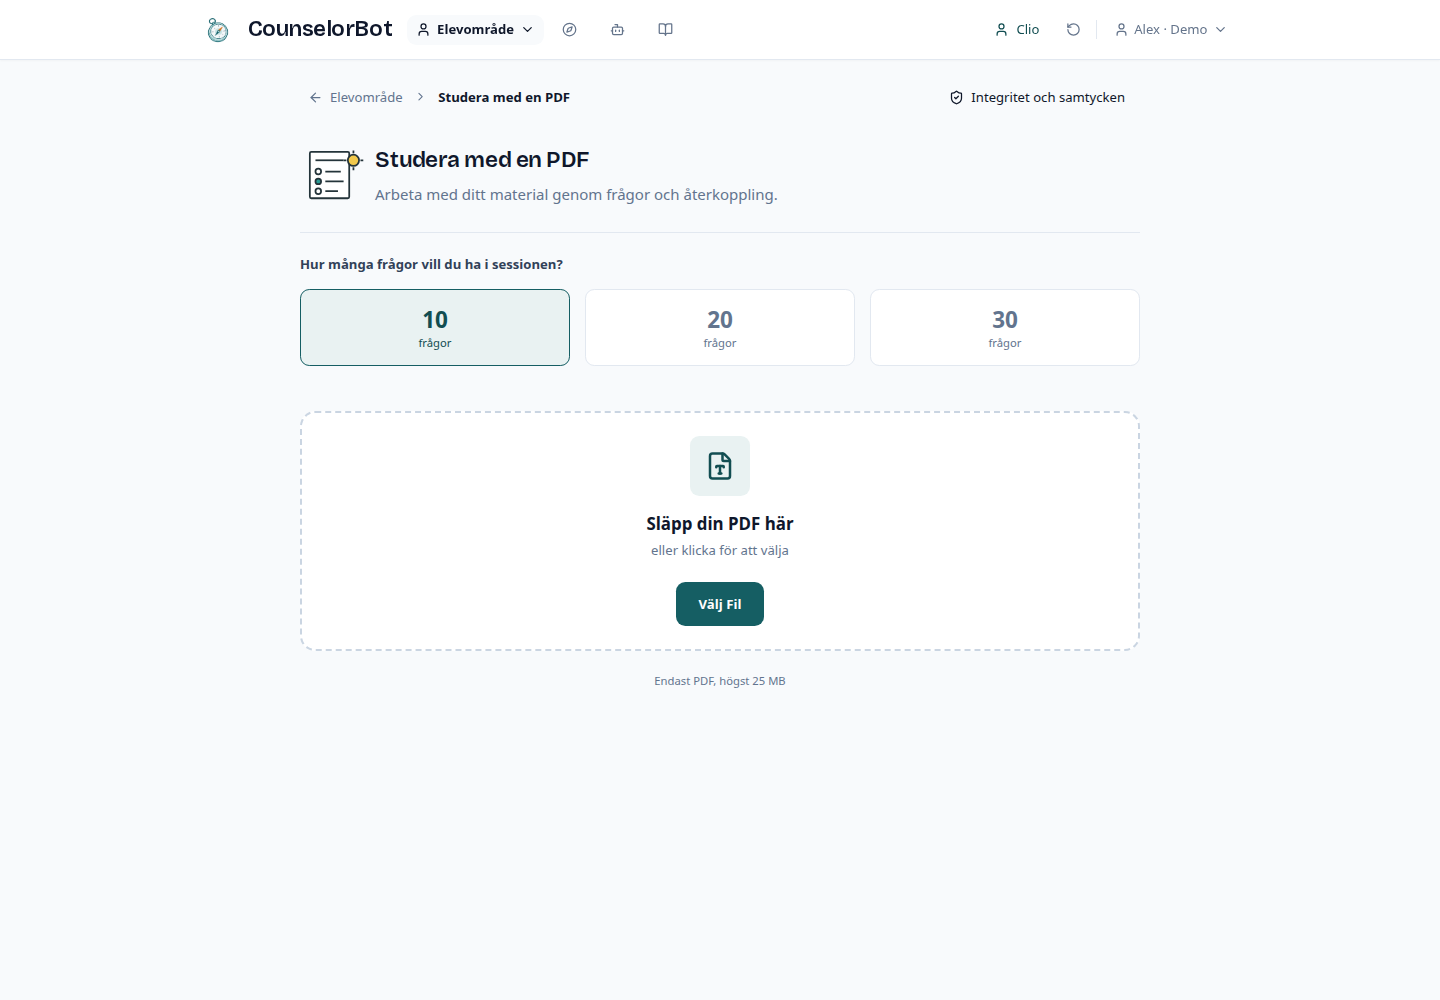 CounselorBot
Elevområde
Clio
Alex · Demo
Elevområde
Studera med en PDF
Integritet och samtycken
Studera med en PDF
Arbeta med ditt material genom frågor och återkoppling.
Hur många frågor vill du ha i sessionen?
10
frågor
20
frågor
30
frågor
Släpp din PDF här
eller klicka för att välja
Välj Fil
Endast PDF, högst 25 MB